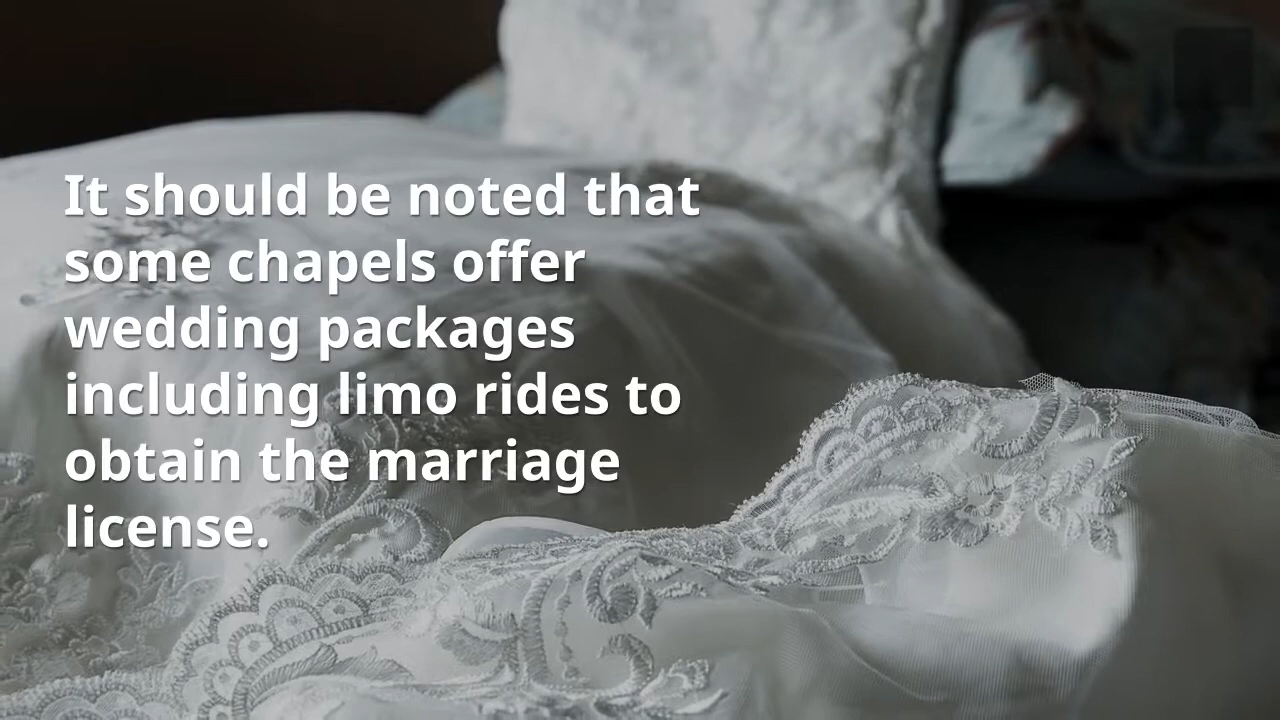 It should be noted that
some chapels offer
wedding packages
including limo rides to
obtain the marriage
license.